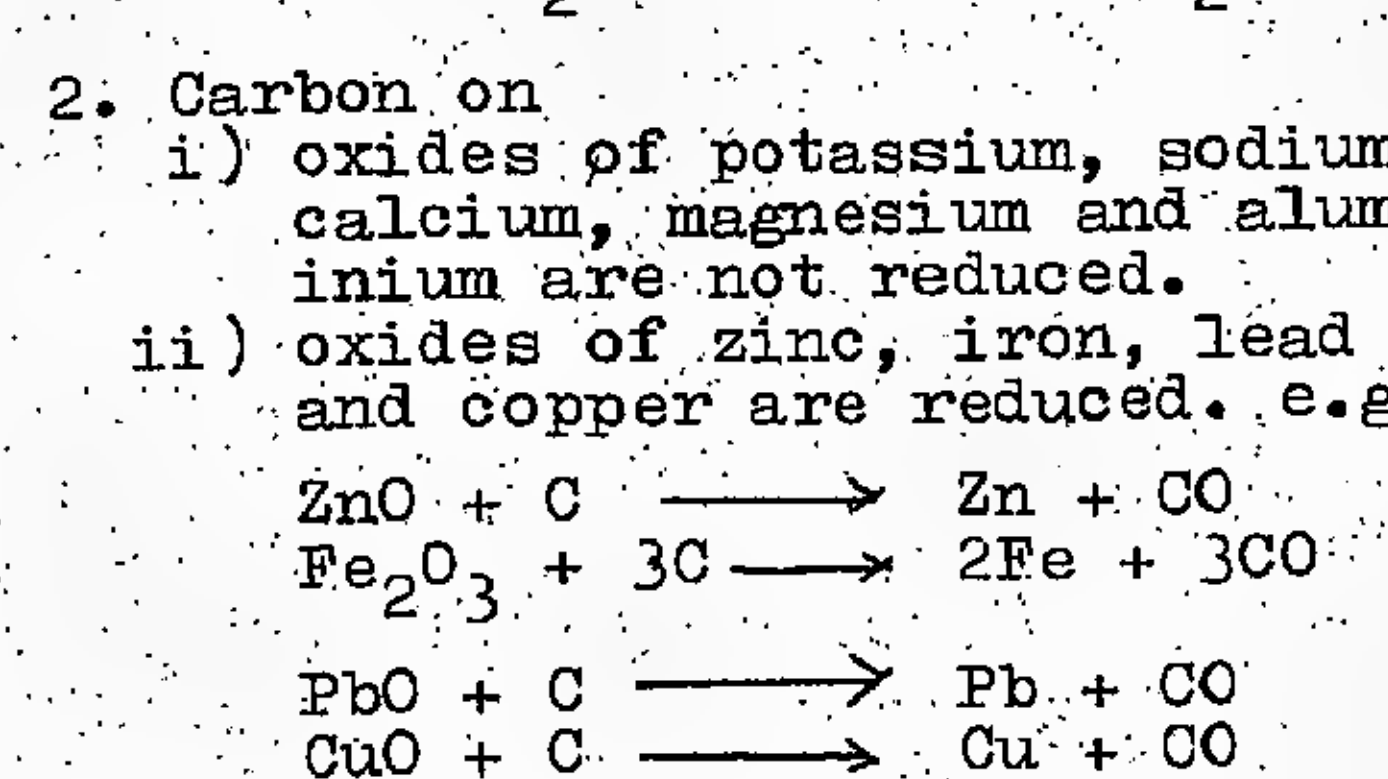 2. Carbon on
i) oxides of potassium, sodium
calcium, magnesium and alum
inium are not reduced.
ii) oxides of zinc, iron, lead
and copper are reduced. e.g
ZnO + C ⟶ Zn + CO
Fe₂O₃ + 3C ⟶ 2Fe + 3CO
PbO + C ⟶ Pb + CO
CuO + C ⟶ Cu + CO